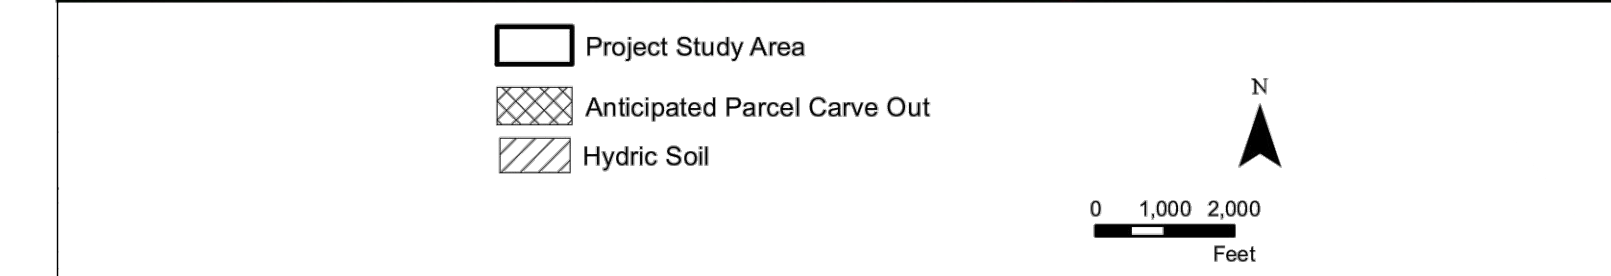 Project Study Area
Anticipated Parcel Carve Out
Hydric Soil
N
0 1,000 2,000
Feet